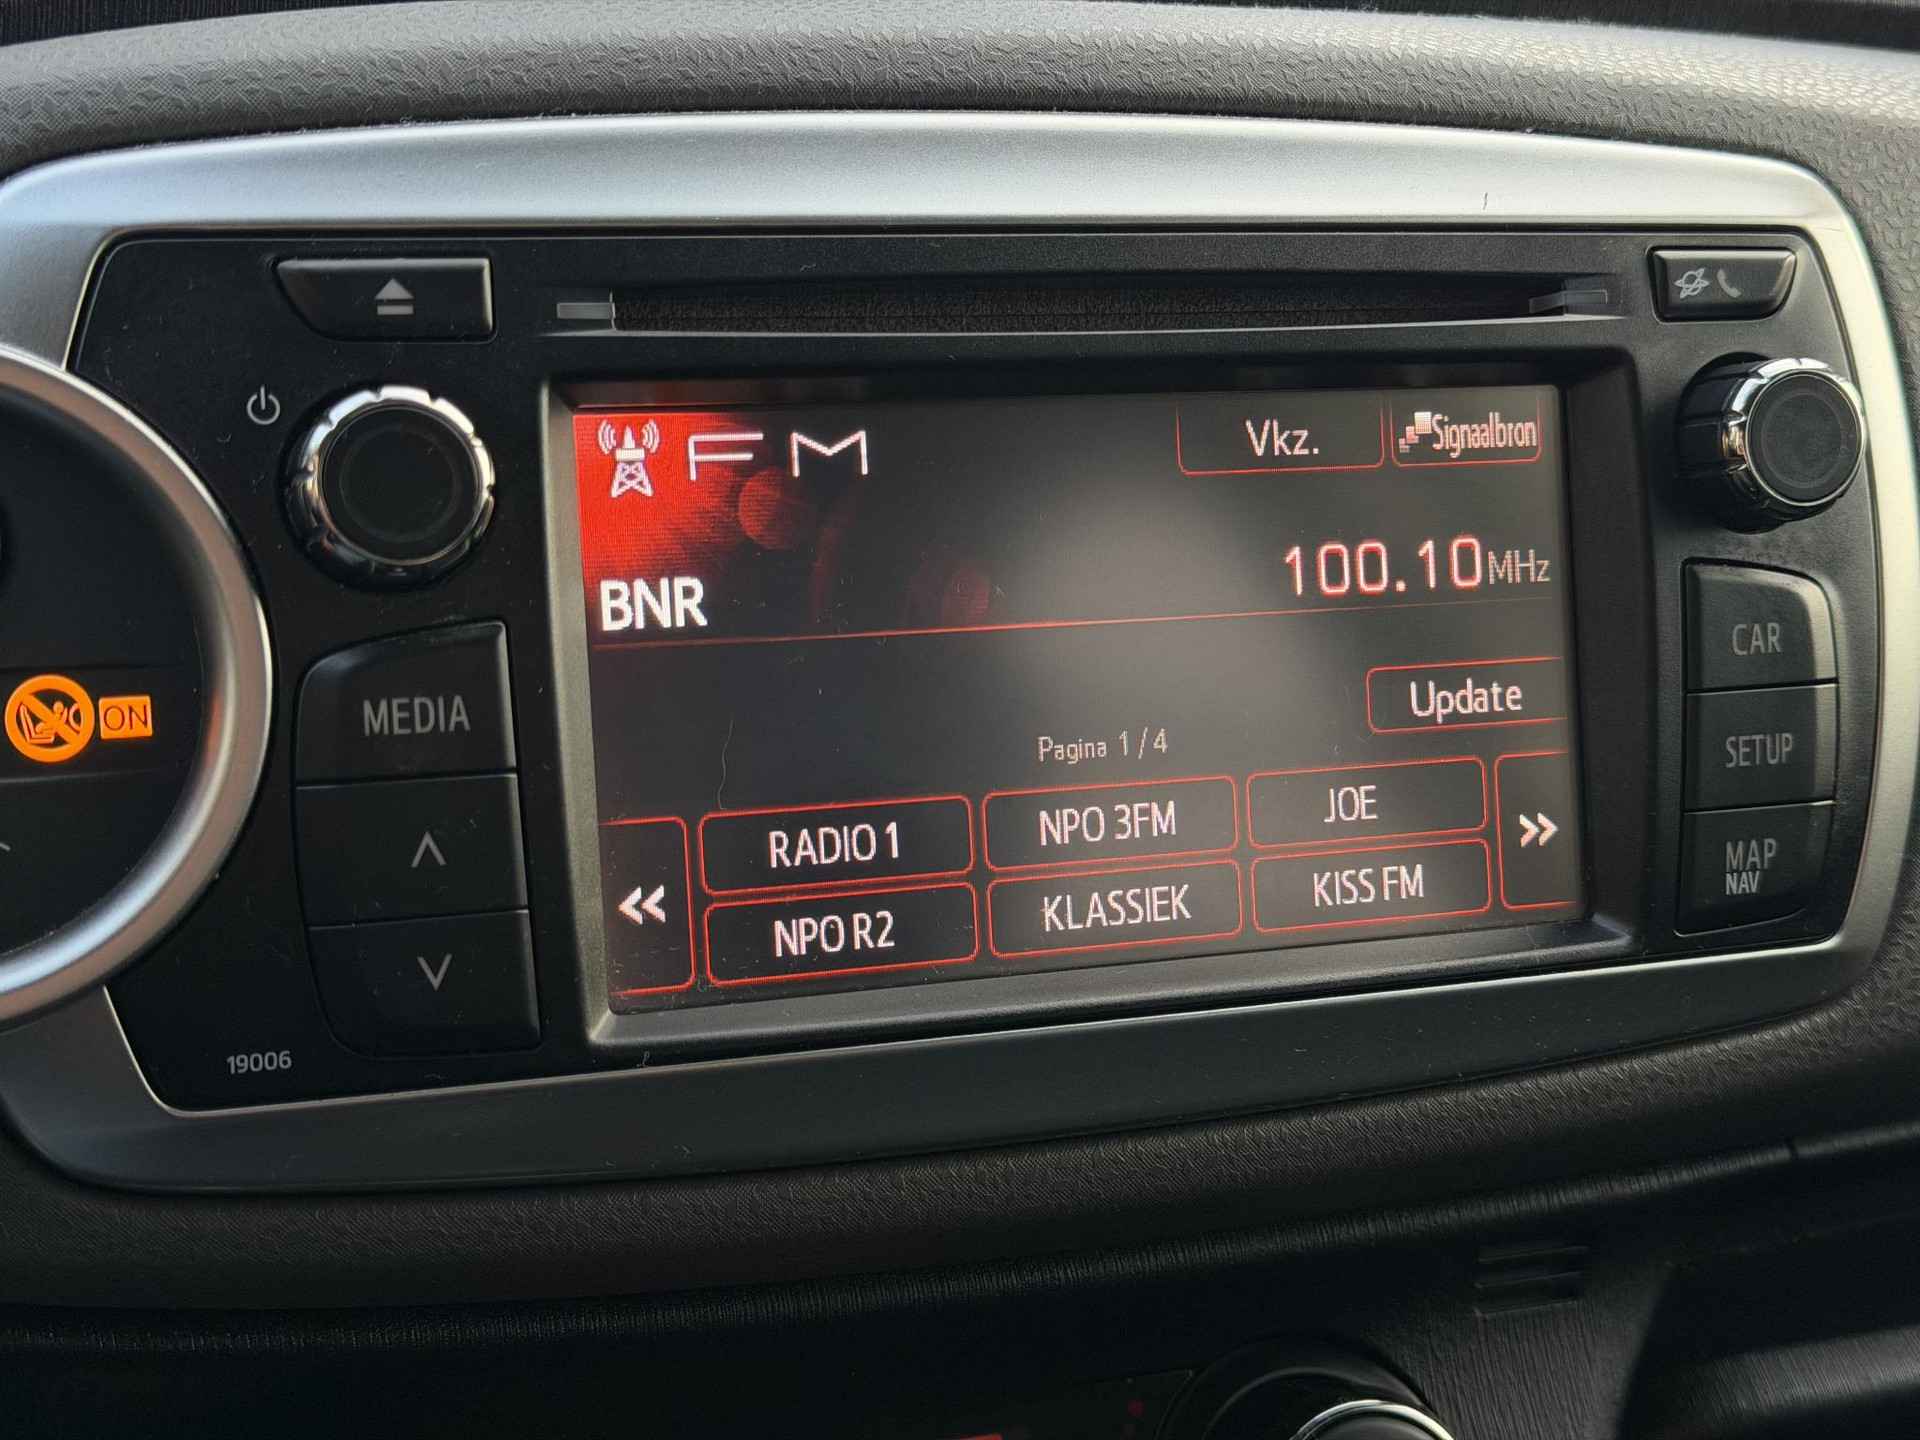 FM
Vkz.
Signaalbron
BNR
100.10MHz
Update
Pagina 1 / 4
RADIO 1
NPO 3FM
JOE
NPO R2
KLASSIEK
KISS FM
MEDIA
ON
19006
CAR
SETUP
MAP
NAV